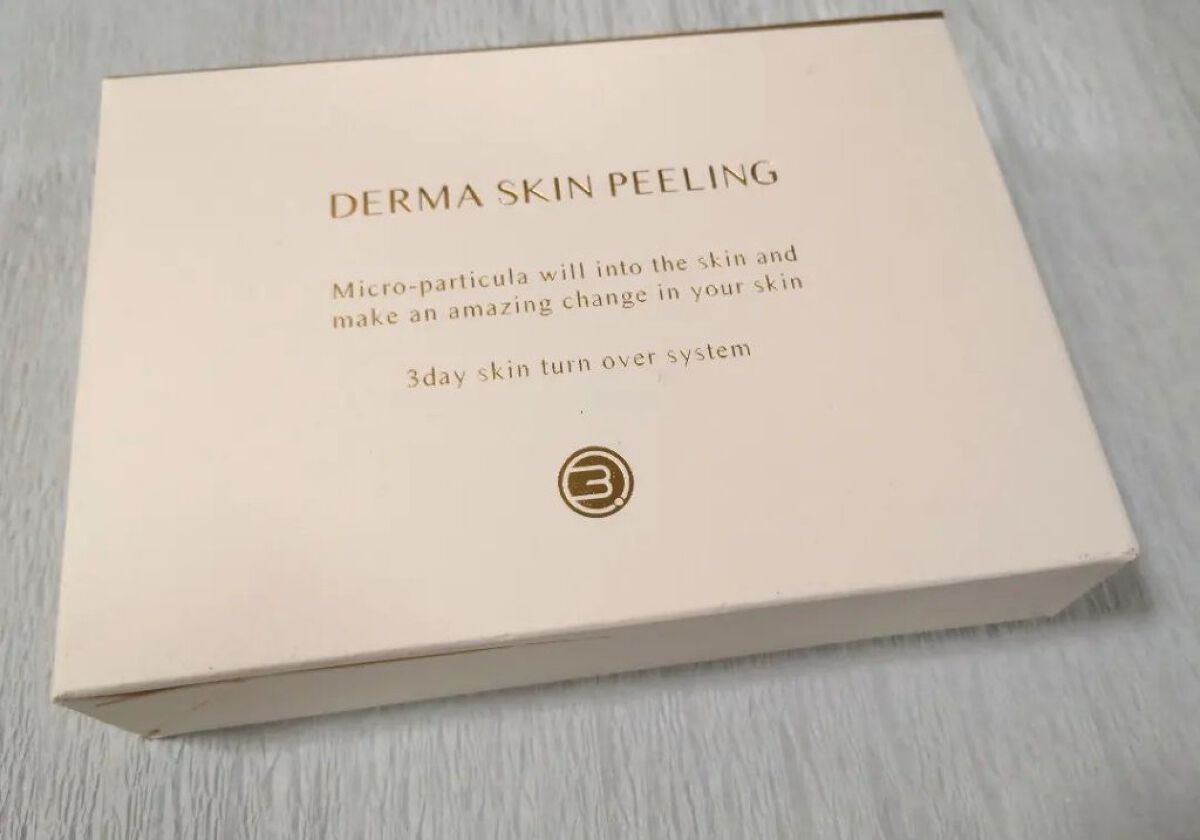 DERMA SKIN PEELING
Micro-particula will into the skin and
make an amazing change in your skin
3day skin turn over system
3